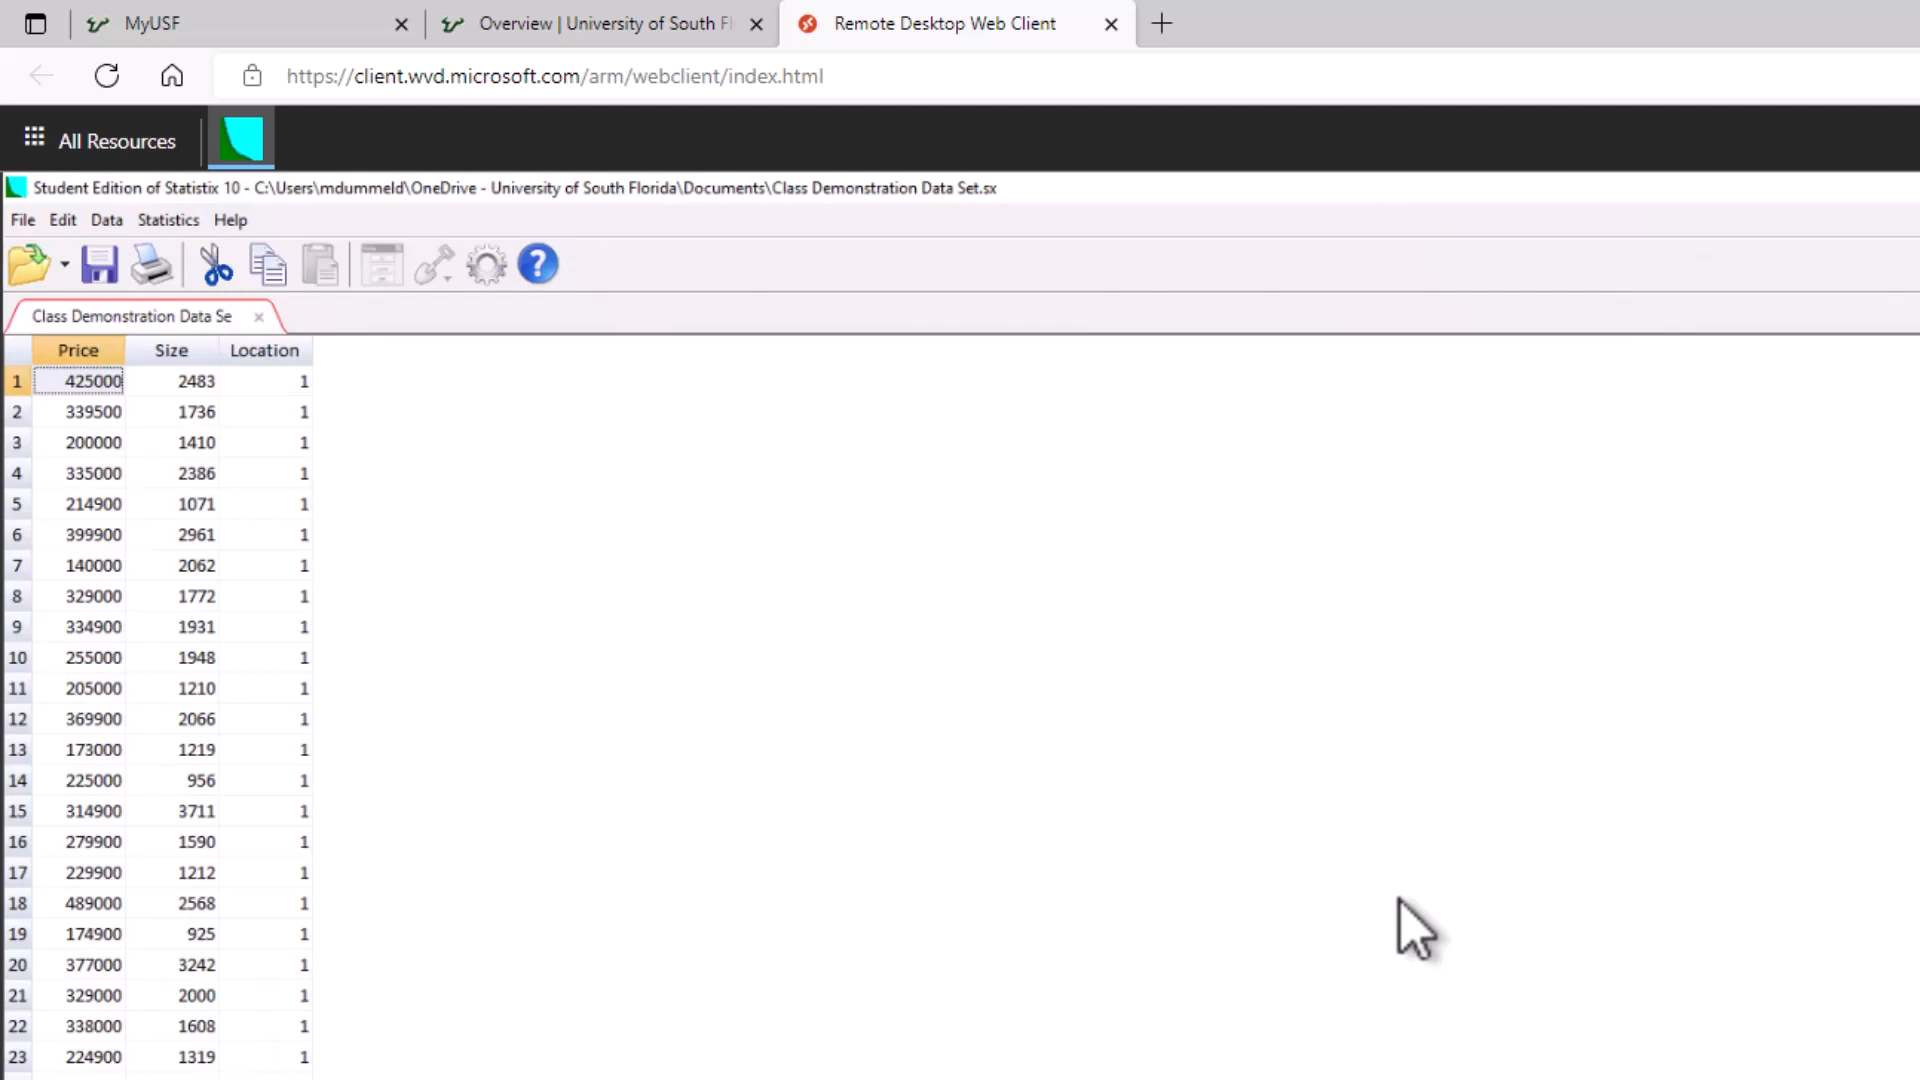 MyUSF
Overview | University of South Fl
Remote Desktop Web Client
https://client.wvd.microsoft.com/arm/webclient/index.html
All Resources
Student Edition of Statistix 10 - C:\Users\mdummeld\OneDrive - University of South Florida\Documents\Class Demonstration Data Set.sx
File Edit Data Statistics Help
?
Class Demonstration Data Se
Price Size Location
1 425000 2483 1
2 339500 1736 1
3 200000 1410 1
4 335000 2386 1
5 214900 1071 1
6 399900 2961 1
7 140000 2062 1
8 329000 1772 1
9 334900 1931 1
10 255000 1948 1
11 205000 1210 1
12 369900 2066 1
13 173000 1219 1
14 225000 956 1
15 314900 3711 1
16 279900 1590 1
17 229900 1212 1
18 489000 2568 1
19 174900 925 1
20 377000 3242 1
21 329000 2000 1
22 338000 1608 1
23 224900 1319 1